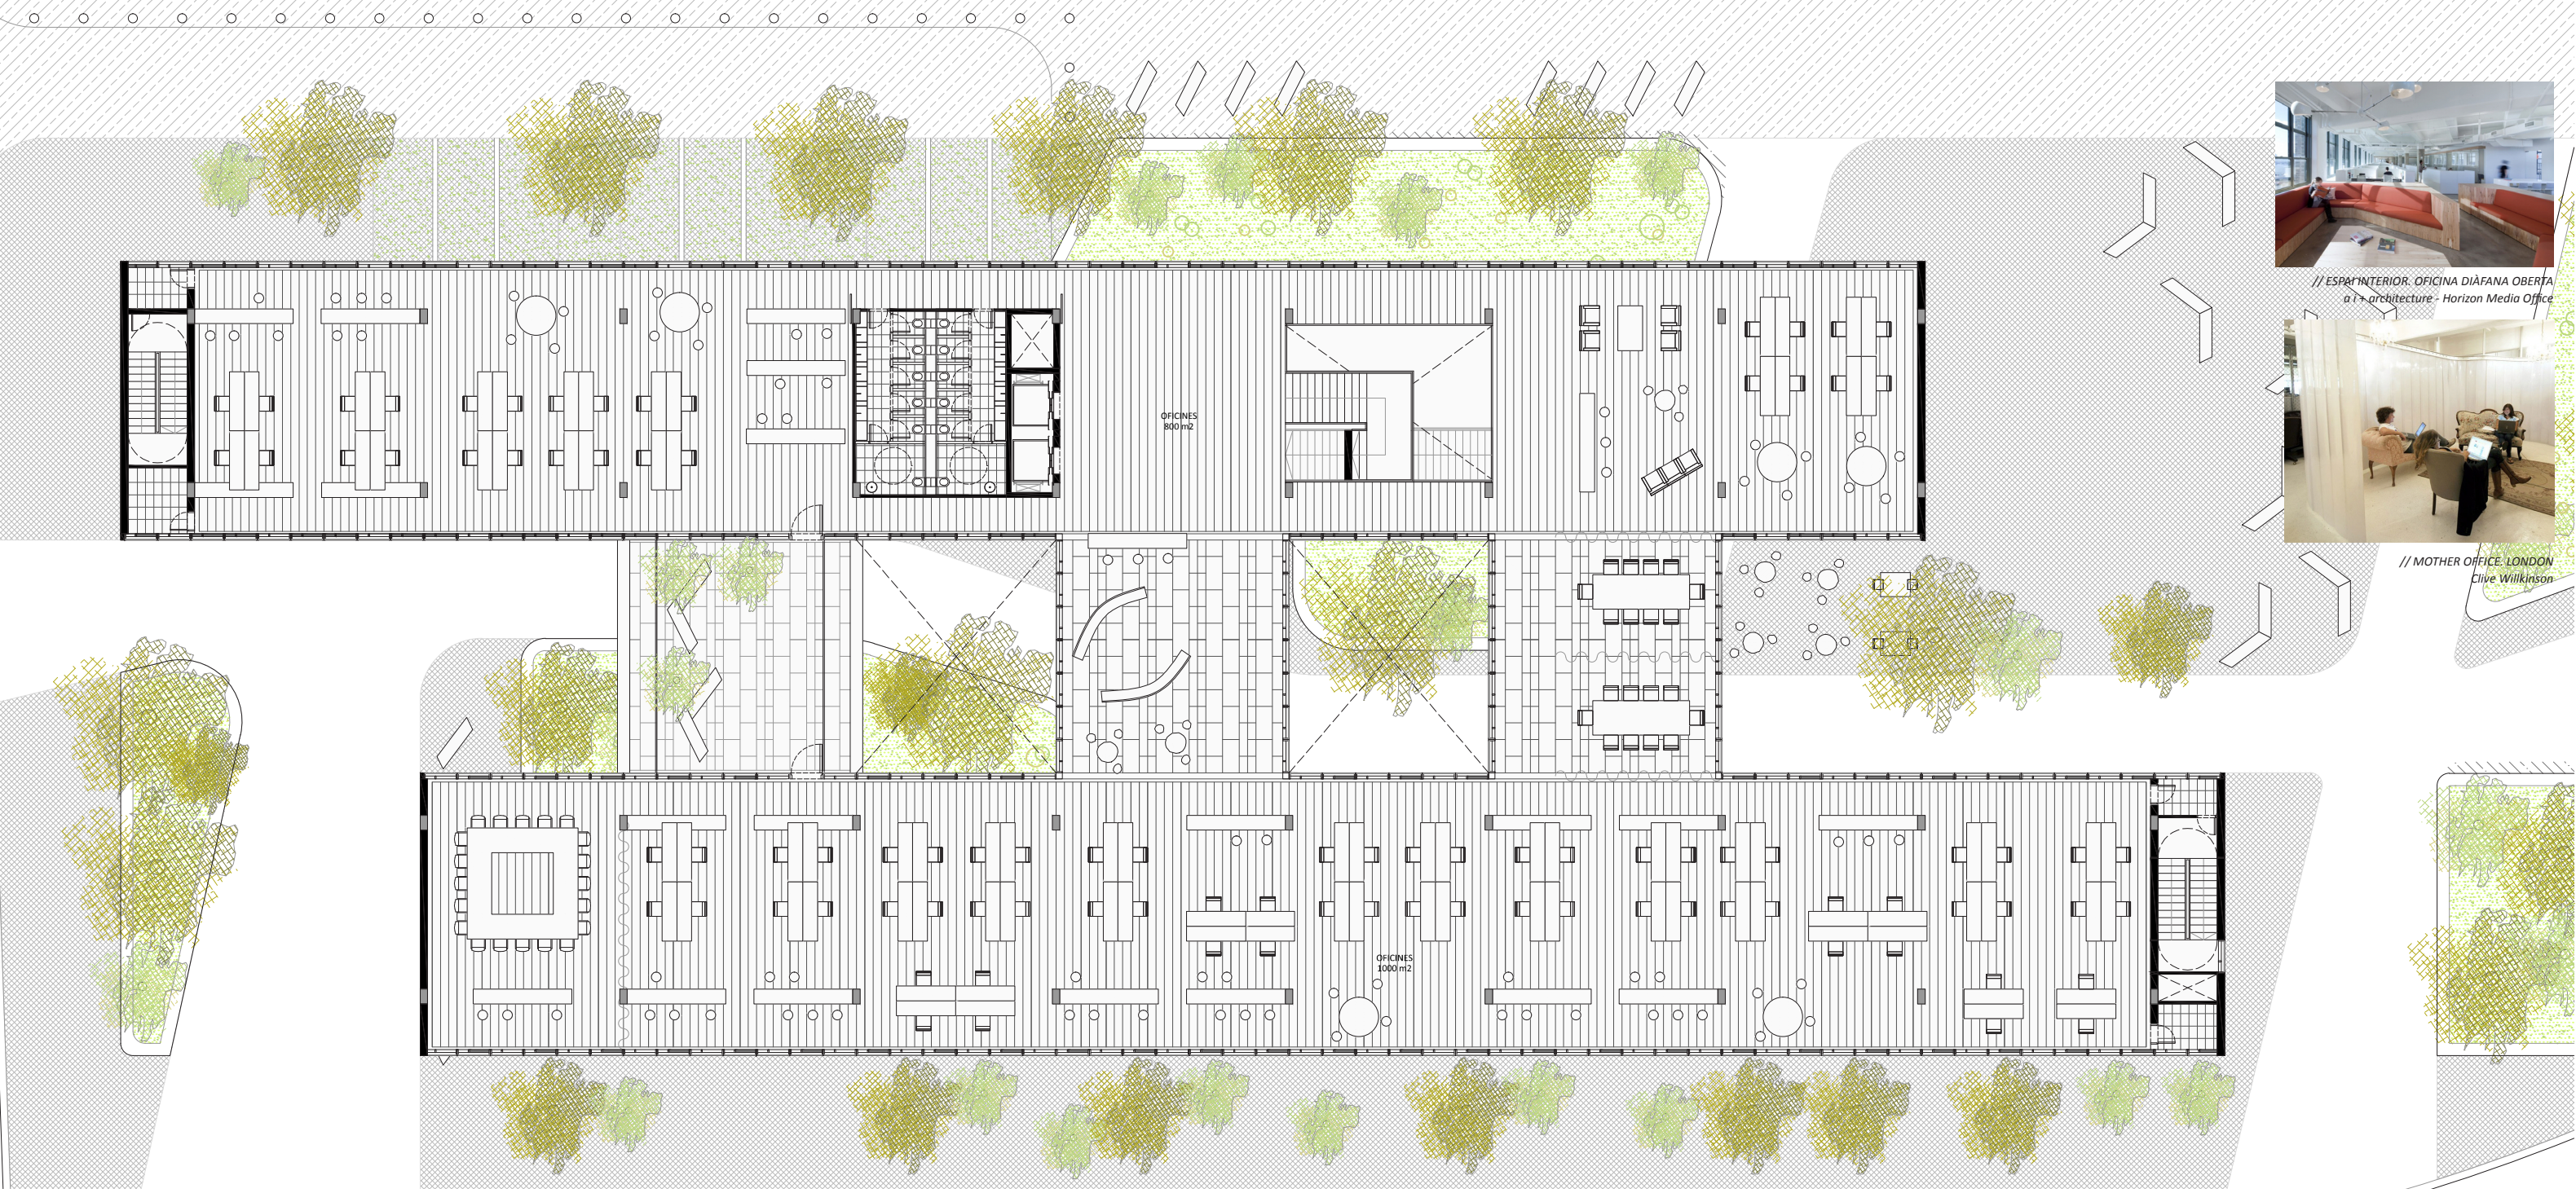 // ESPAI INTERIOR. OFICINA DIÀFANA OBERTA
a i + architecture - Horizon Media Office
OFICINES
800 m2
// MOTHER OFFICE. LONDON
Clive Willkinson
OFICINES
1000 m2